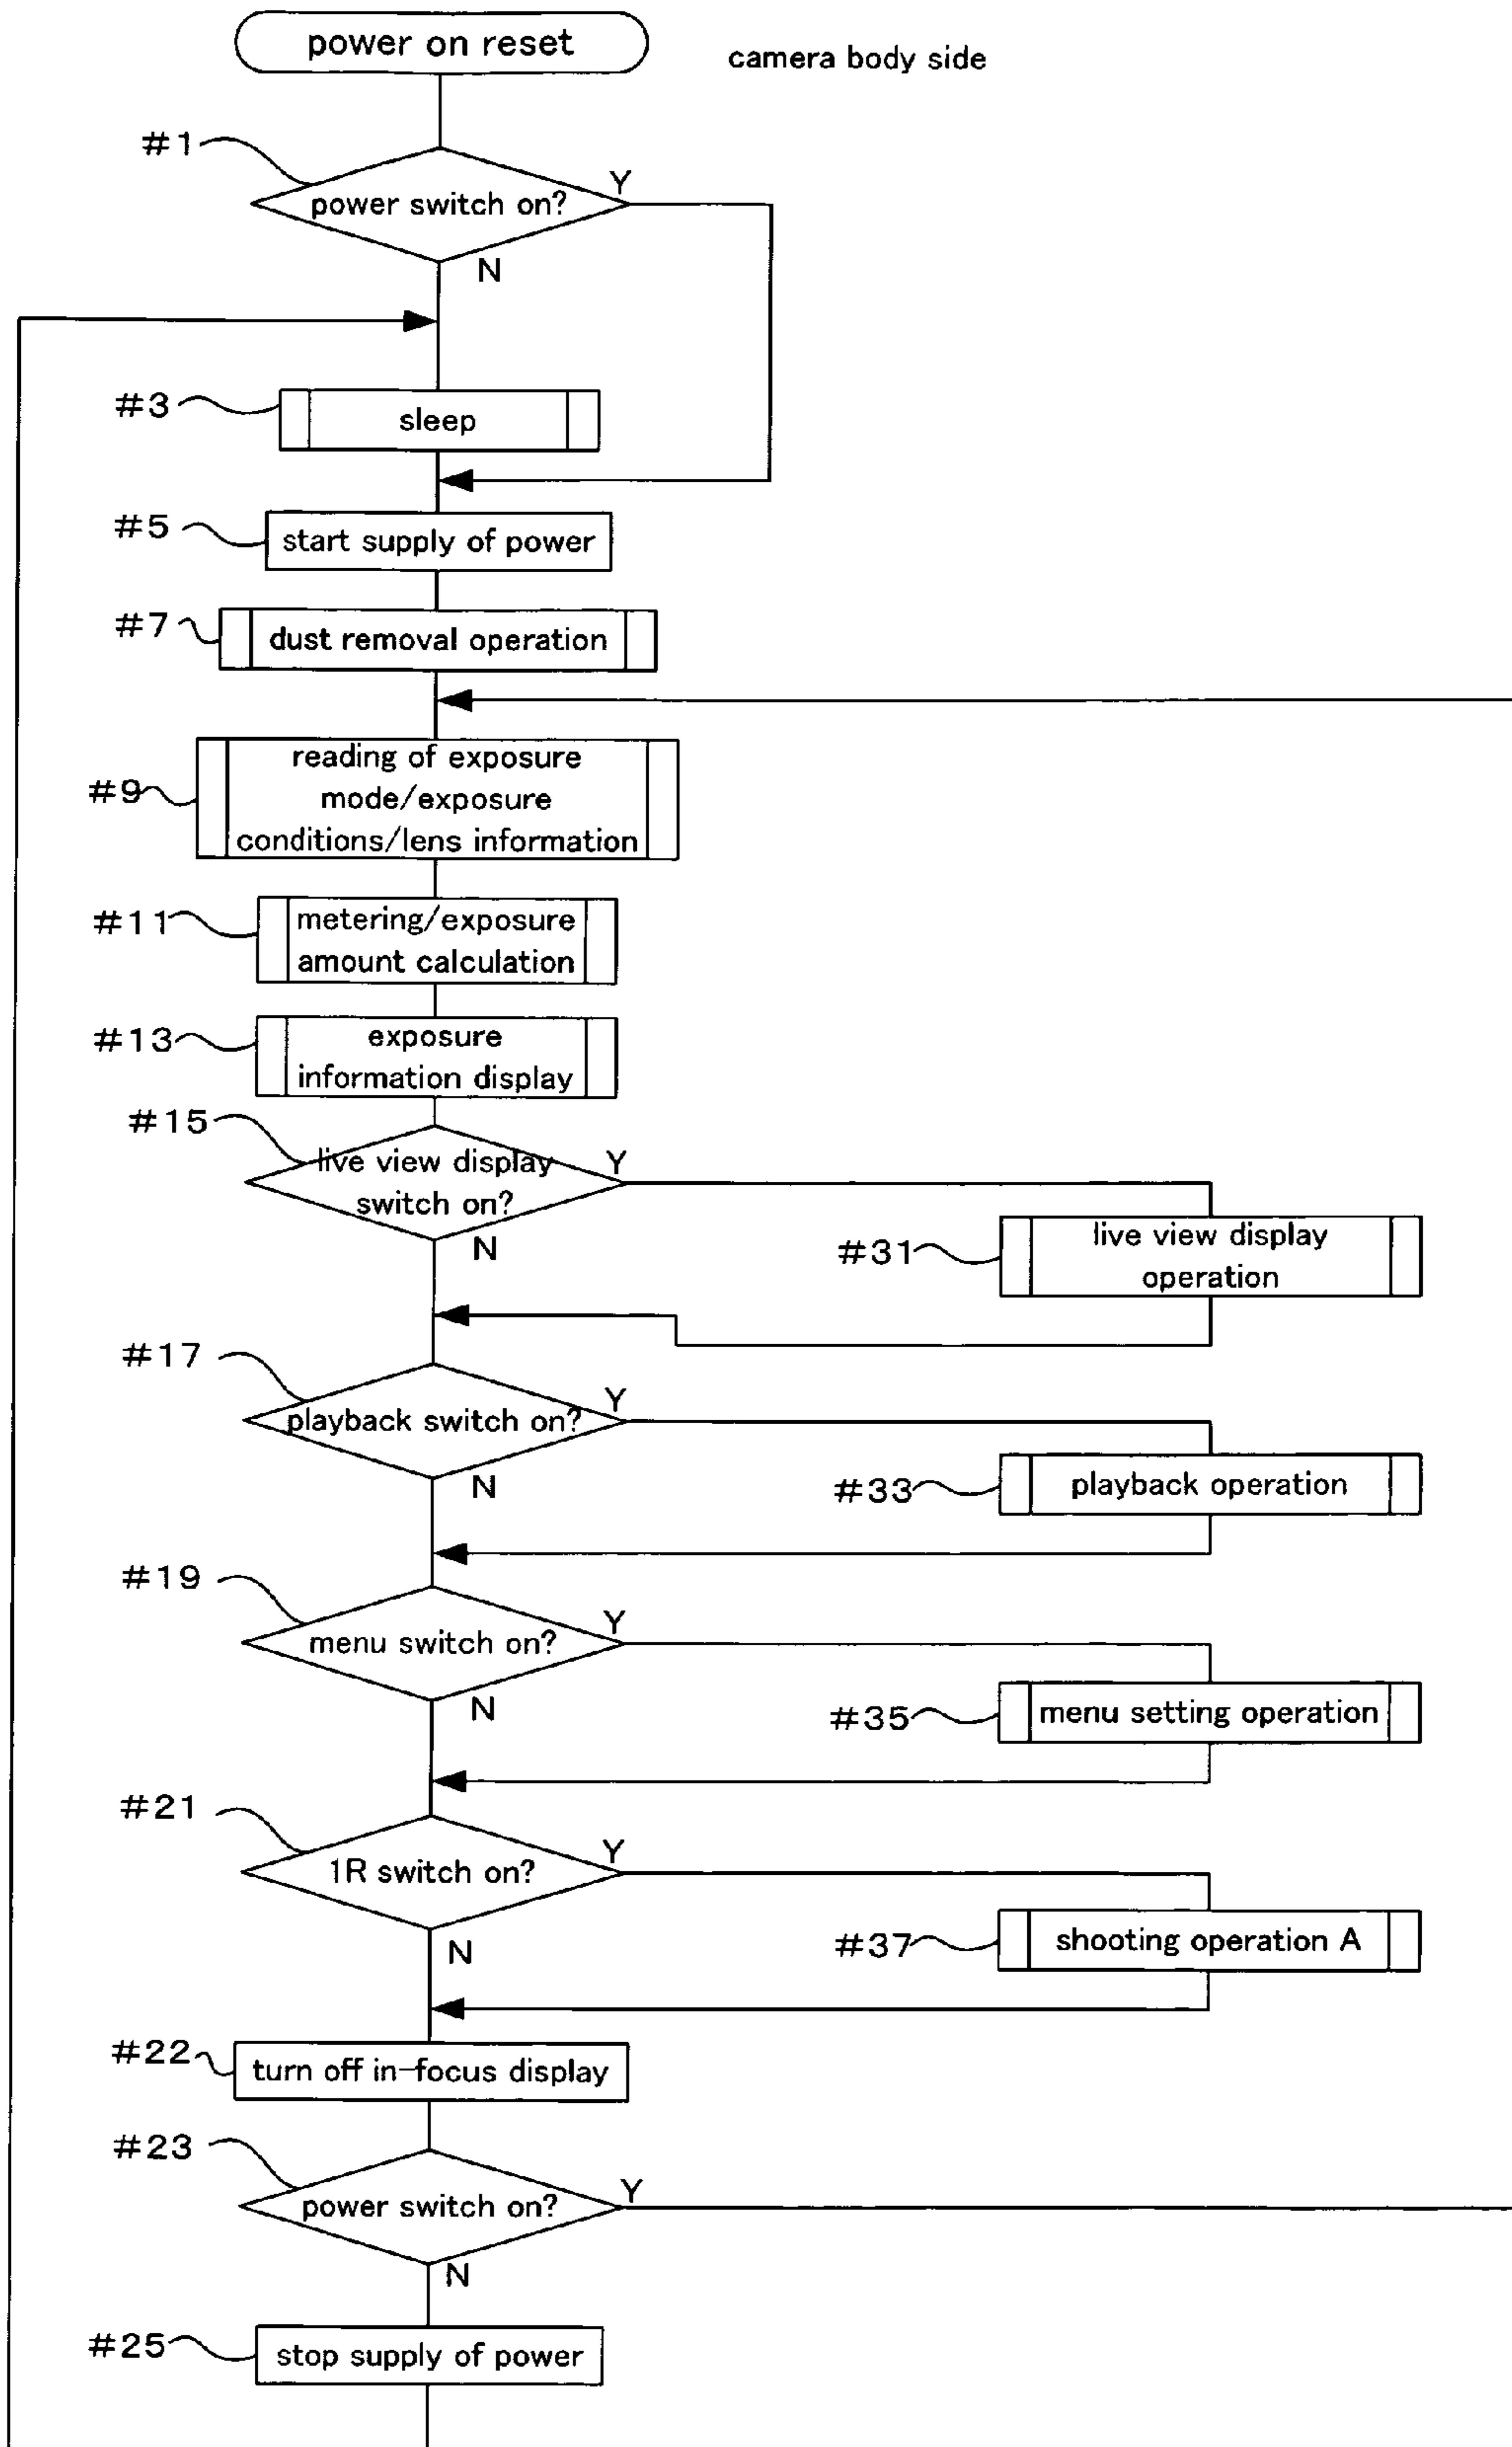 power on reset
camera body side
#1
power switch on?
Y
N
#3
sleep
#5
start supply of power
#7
dust removal operation
#9
reading of exposure
mode/exposure
conditions/lens information
#11
metering/exposure
amount calculation
#13
exposure
information display
#15
live view display
switch on?
Y
N
#31
live view display
operation
#17
playback switch on?
Y
N
#33
playback operation
#19
menu switch on?
Y
N
#35
menu setting operation
#21
1R switch on?
Y
N
#37
shooting operation A
#22
turn off in-focus display
#23
power switch on?
Y
N
#25
stop supply of power